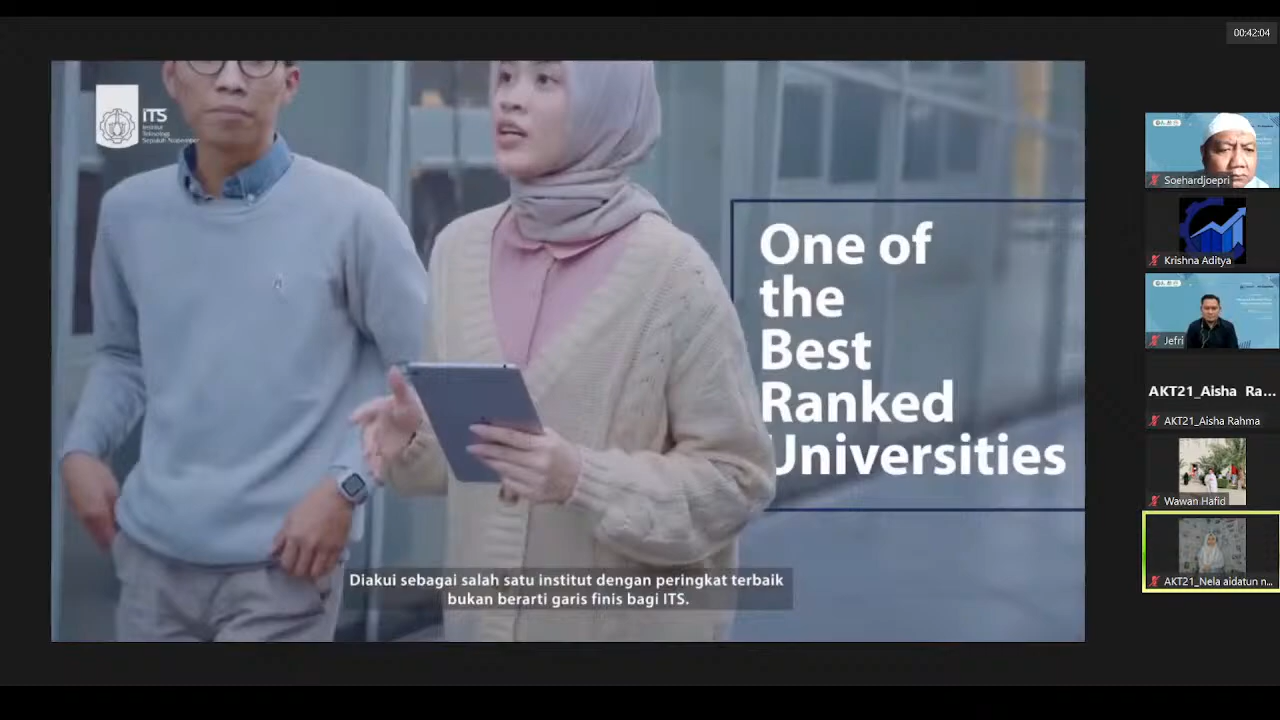 00:42:04
ITS
Institut
Teknologi
Sepuluh Nopember
One of
the
Best
Ranked
Universities
Diakui sebagai salah satu institut dengan peringkat terbaik
bukan berarti garis finis bagi ITS.
Soehardjoepri
Krishna Aditya
Jefri
AKT21_Aisha Ra...
AKT21_Aisha Rahma
Wawan Hafid
AKT21_Nela aidatun n...